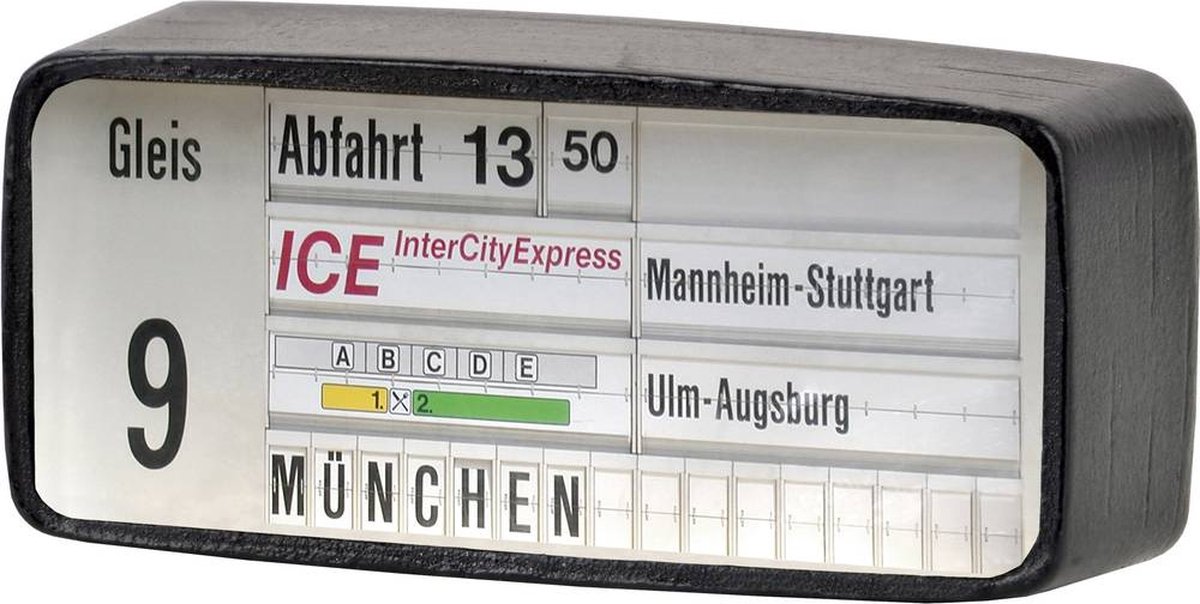 Gleis
9
Abfahrt 13 50
ICE InterCityExpress
Mannheim-Stuttgart
A B C D E
1. 2.
Ulm-Augsburg
MÜNCHEN